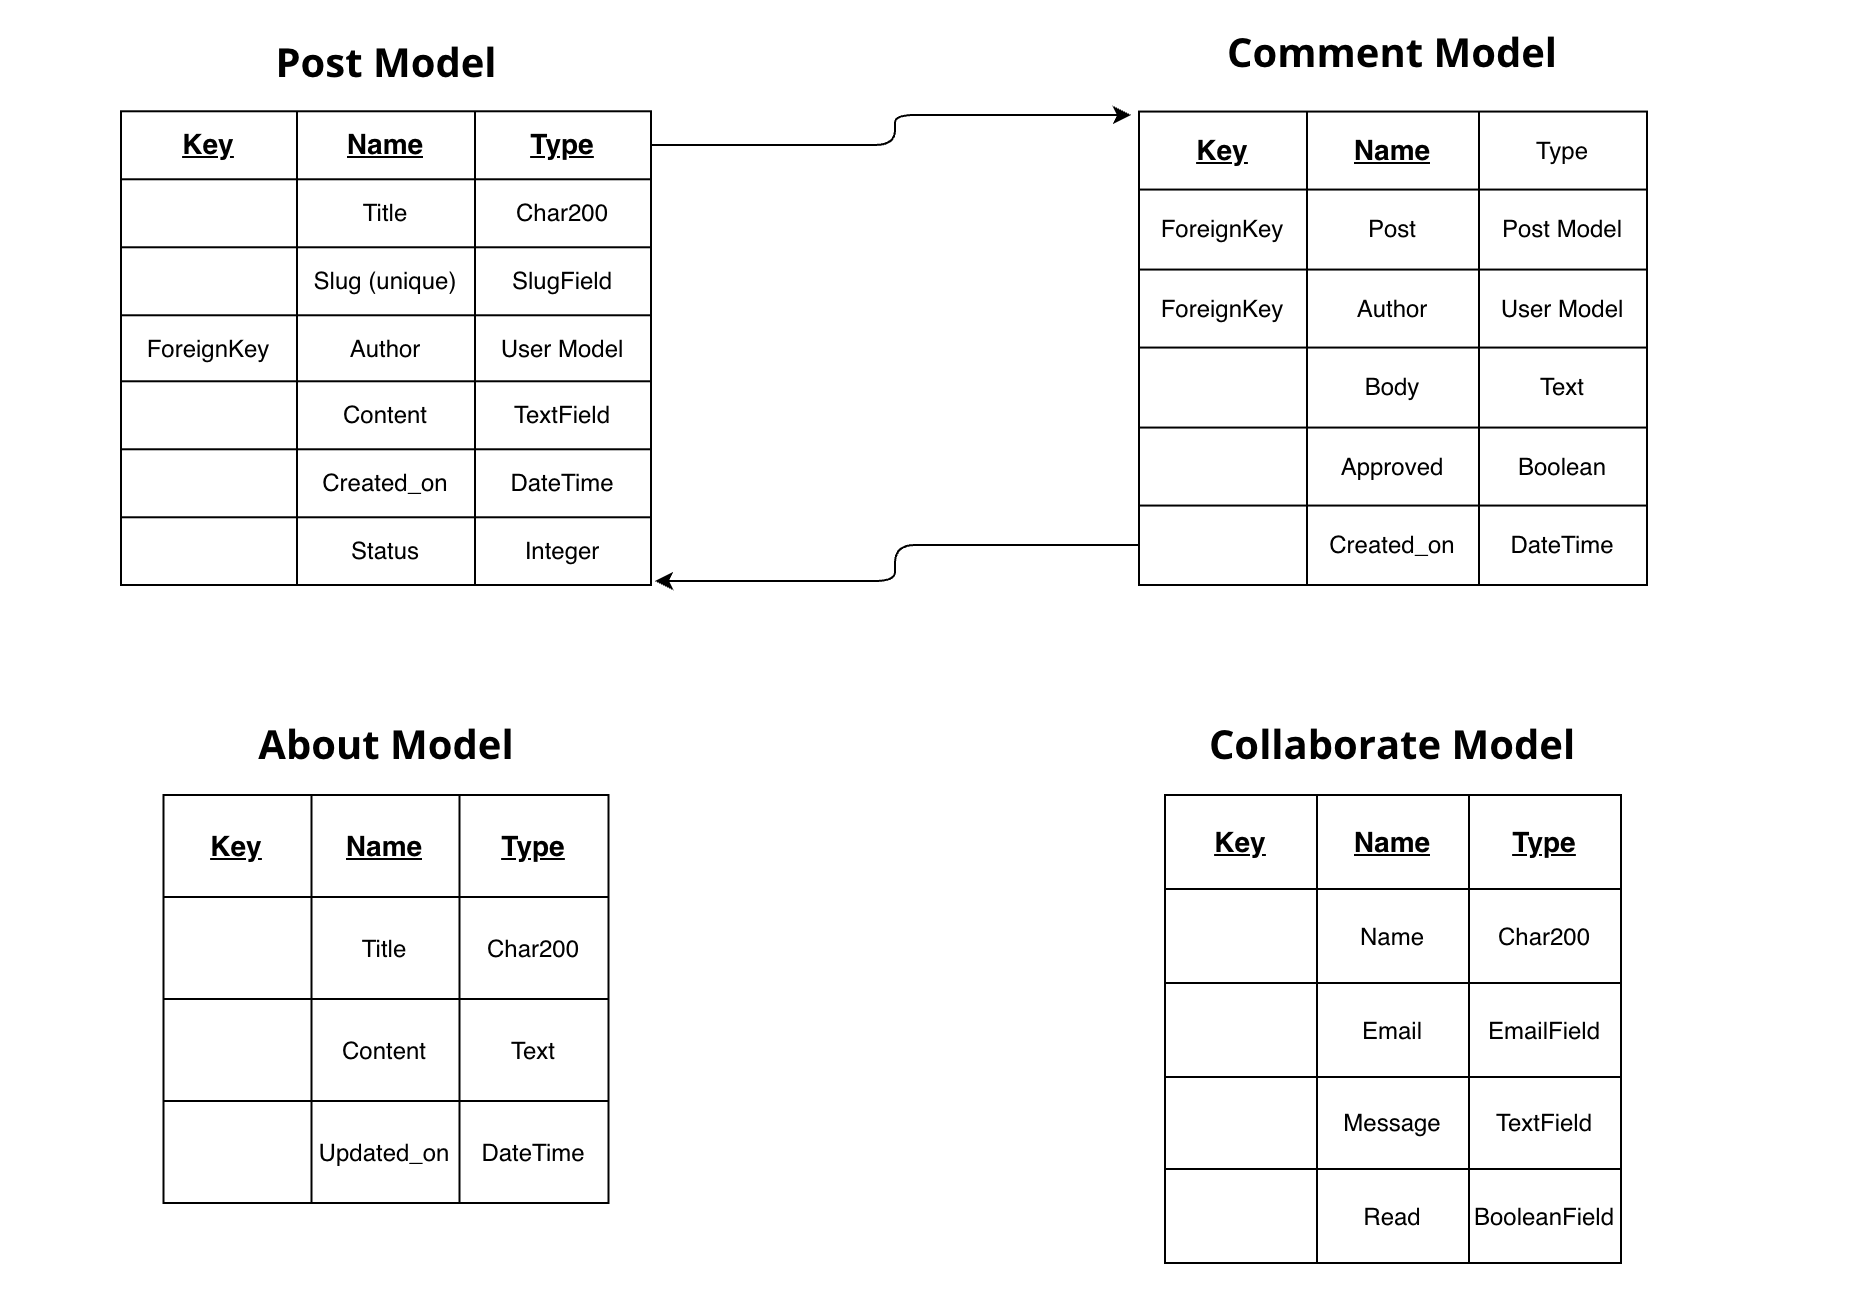 Post Model
Key Name Type
Title Char200
Slug (unique) SlugField
ForeignKey Author User Model
Content TextField
Created_on DateTime
Status Integer
Comment Model
Key Name Type
ForeignKey Post Post Model
ForeignKey Author User Model
Body Text
Approved Boolean
Created_on DateTime
About Model
Key Name Type
Title Char200
Content Text
Updated_on DateTime
Collaborate Model
Key Name Type
Name Char200
Email EmailField
Message TextField
Read BooleanField